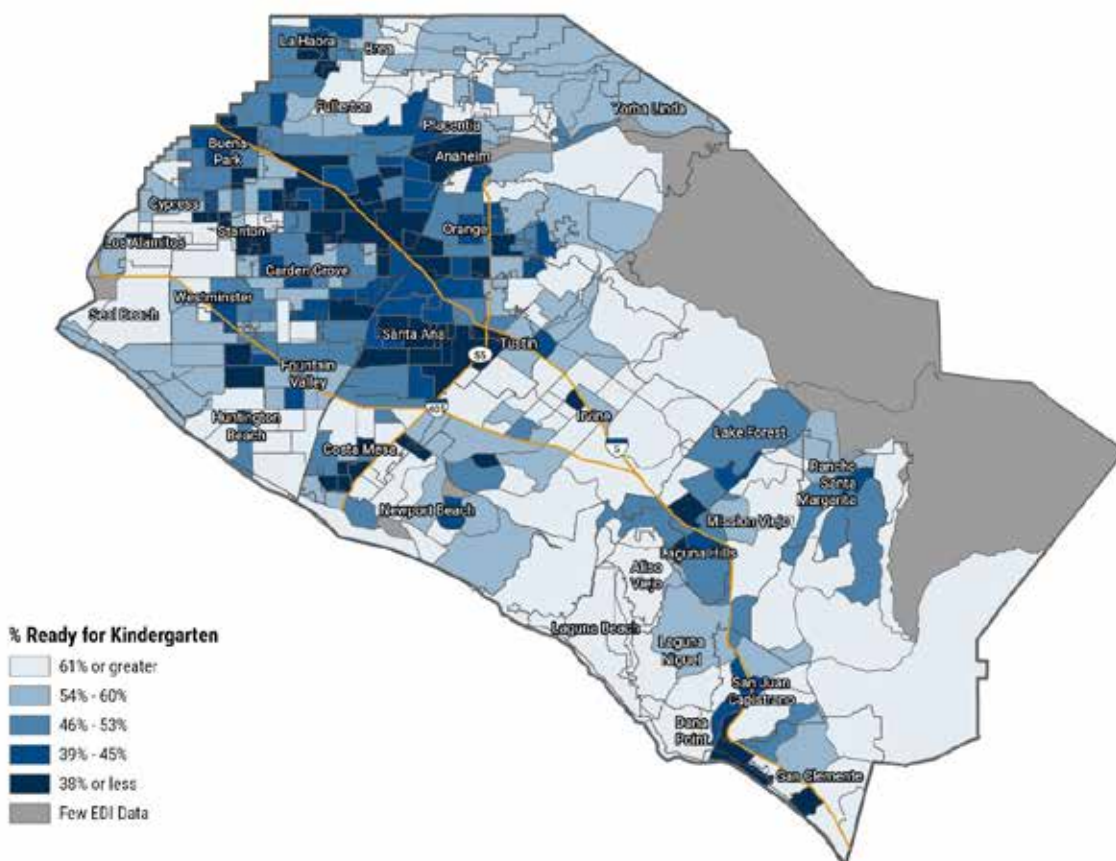 La Habra
Brea
Fullerton
Yorba Linda
Placentia
Buena
Park
Anaheim
Cypress
Stanton
Orange
Los Alamitos
Garden Grove
Westminster
Seal Beach
Santa Ana
Tustin
55
Fountain
Valley
405
Irvine
Huntington
Beach
Costa Mesa
5
Lake Forest
Rancho
Santa
Margarita
Newport Beach
Mission Viejo
Laguna Hills
Aliso
Viejo
Laguna Beach
Laguna
Niguel
San Juan
Capistrano
Dana
Point
San Clemente
% Ready for Kindergarten
61% or greater
54% - 60%
46% - 53%
39% - 45%
38% or less
Few EDI Data